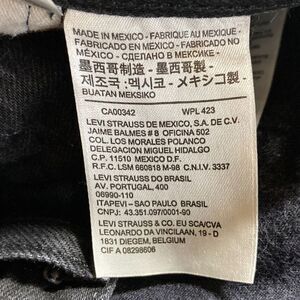 MADE IN MEXICO - FABRIQUE AU MEXIQUE -
FABRICADO EN MEXICO - FABRICADO NO
MÉXICO - СДЕЛАНО В МЕКСИКЕ -
墨西哥制造 - 墨西哥製 -
제조국 : 멕시코 - メキシコ製 -
BUATAN MEKSIKO
CA00342 WPL 423
LEVI STRAUSS DE MEXICO, S.A. DE C.V.
JAIME BALMES # 8 OFICINA 502
COL. LOS MORALES POLANCO
DELEGACION MIGUEL HIDALGO
C.P. 11510 MEXICO D.F.
R.F.C. LSM 660818 M-98 C.N.I.V. 3337
LEVI STRAUSS DO BRASIL
AV. PORTUGAL, 400
06990-110
ITAPEVI - SAO PAULO-SP
CNPJ: 43.351.097/0001-90
LEVI STRAUSS & CO. EU SCA/CVA
LEONARDO DA VINCILAAN, 19 - D
1831 DIEGEM, BELGIUM
CIF A 08298606